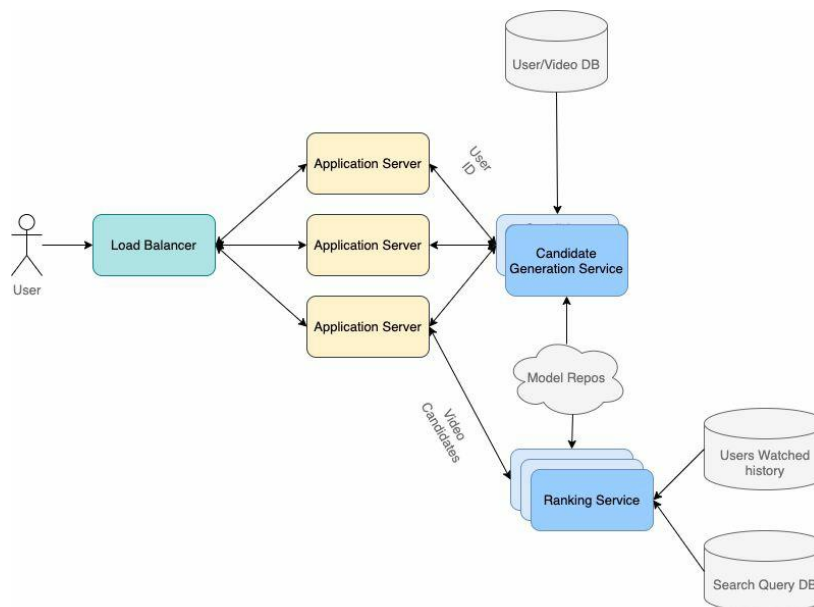 User/Video DB
Application Server
User
ID
Load Balancer
Application Server
Candidate
Generation Service
User
Application Server
Model Repos
Video
Candidates
Users Watched
history
Ranking Service
Search Query DB